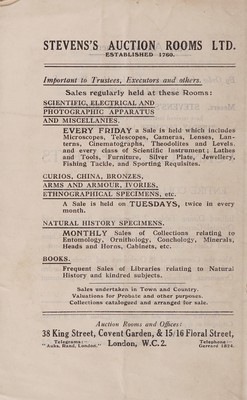 STEVENS'S AUCTION ROOMS LTD.
ESTABLISHED 1760.
Important to Trustees, Executors and others.
Sales regularly held at these Rooms:
SCIENTIFIC, ELECTRICAL AND
PHOTOGRAPHIC APPARATUS
AND MISCELLANIES.
EVERY FRIDAY a Sale is held which includes
Microscopes, Telescopes, Cameras, Lenses, Lan-
terns, Cinematographs, Theodolites and Levels,
and every class of Scientific Instrument; Lathes
and Tools, Furniture, Silver Plate, Jewellery,
Fishing Tackle, and Sporting Requisites.
CURIOS, CHINA, BRONZES,
ARMS AND ARMOUR, IVORIES,
ETHNOGRAPHICAL SPECIMENS, etc.
A Sale is held on TUESDAYS, twice in every
month.
NATURAL HISTORY SPECIMENS.
MONTHLY Sales of Collections relating to
Entomology, Ornithology, Conchology, Minerals,
Heads and Horns, Cabinets, etc.
BOOKS.
Frequent Sales of Libraries relating to Natural
History and kindred subjects.
Sales undertaken in Town and Country.
Valuations for Probate and other purposes.
Collections catalogued and arranged for sale.
Auction Rooms and Offices:
38 King Street, Covent Garden, & 15/16 Floral Street,
Telegrams:— "Auks, Rand, London." London, W.C.2. Telephone— Gerrard 1824.